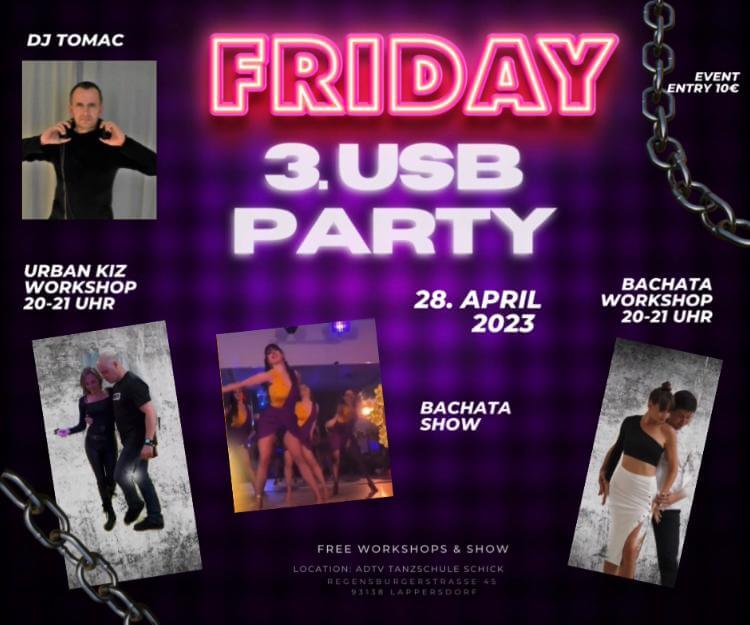 DJ TOMAC
FRIDAY
EVENT
ENTRY 10€
3. USB
PARTY
URBAN KIZ
WORKSHOP
20-21 UHR
28. APRIL
2023
BACHATA
WORKSHOP
20-21 UHR
BACHATA
SHOW
FREE WORKSHOPS & SHOW
LOCATION: ADTV TANZSCHULE SCHICK
REGENSBURGERSTRASSE 45
93138 LAPPERSDORF